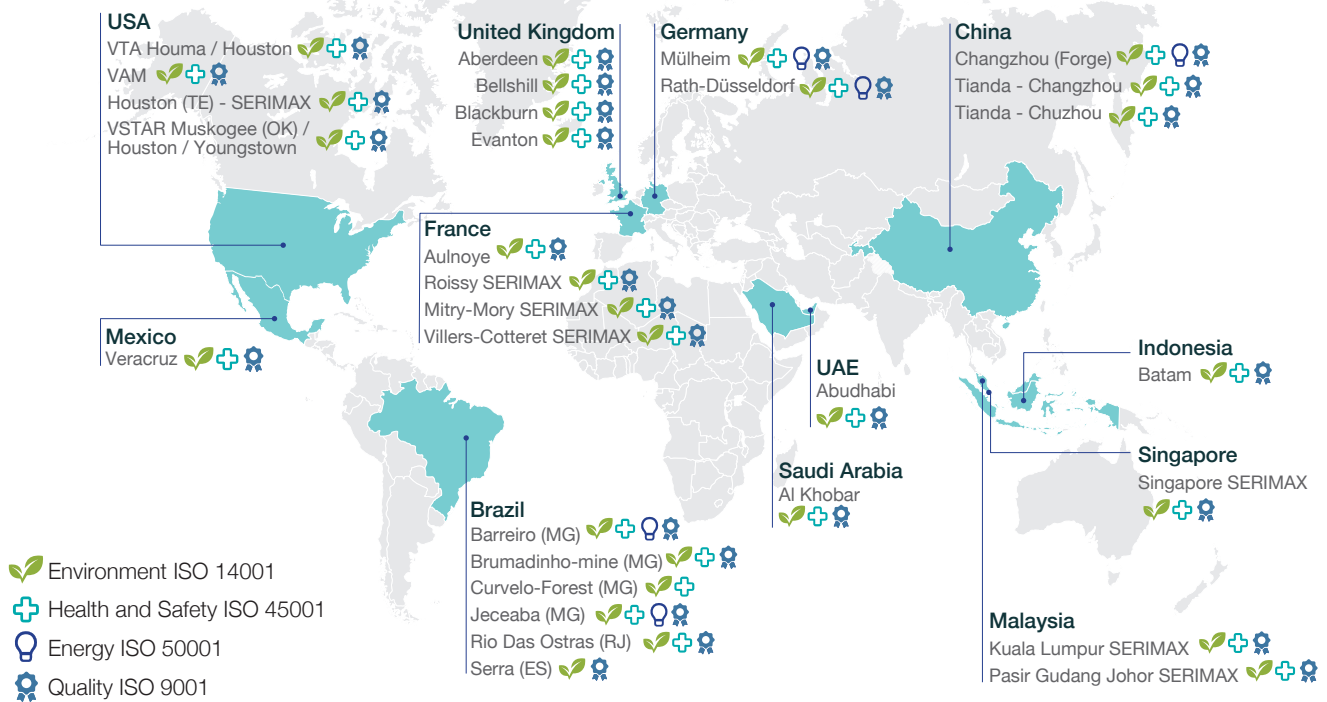 USA
VTA Houma / Houston
VAM
Houston (TE) - SERIMAX
VSTAR Muskogee (OK) /
Houston / Youngstown
United Kingdom
Aberdeen
Bellshill
Blackburn
Evanton
Germany
Mülheim
Rath-Düsseldorf
China
Changzhou (Forge)
Tianda - Changzhou
Tianda - Chuzhou
France
Aulnoye
Roissy SERIMAX
Mitry-Mory SERIMAX
Villers-Cotteret SERIMAX
Mexico
Veracruz
UAE
Abudhabi
Indonesia
Batam
Saudi Arabia
Al Khobar
Singapore
Singapore SERIMAX
Brazil
Barreiro (MG)
Brumadinho-mine (MG)
Curvelo-Forest (MG)
Jeceaba (MG)
Rio Das Ostras (RJ)
Serra (ES)
Malaysia
Kuala Lumpur SERIMAX
Pasir Gudang Johor SERIMAX
Environment ISO 14001
Health and Safety ISO 45001
Energy ISO 50001
Quality ISO 9001